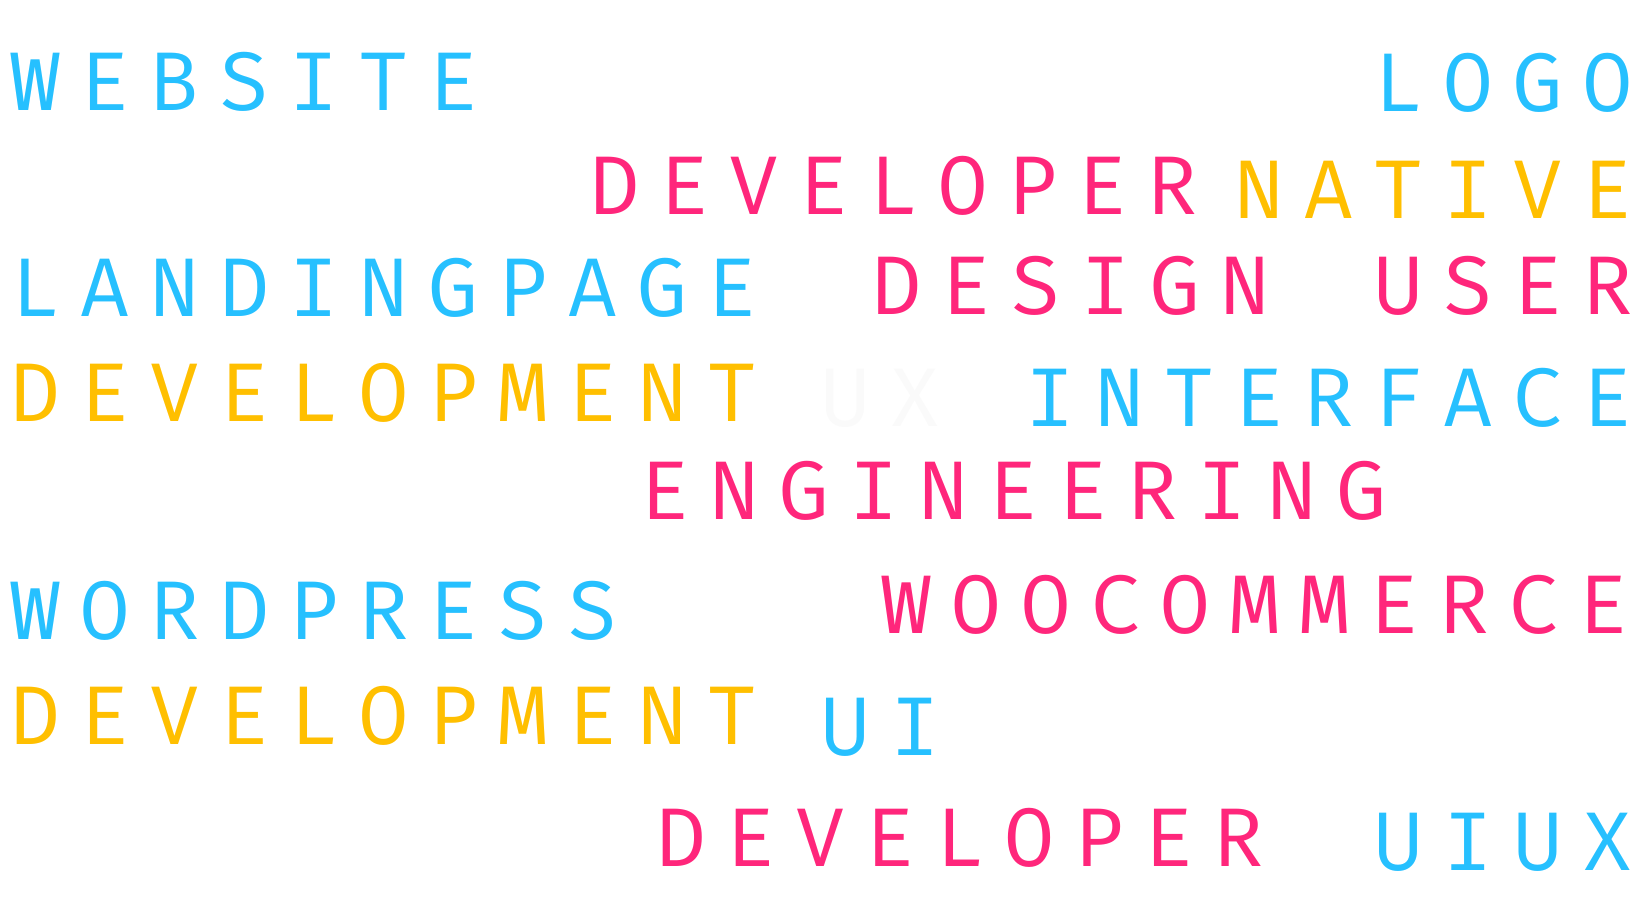 WEBSITE LOGO
DEVELOPER NATIVE
LANDINGPAGE DESIGN USER
DEVELOPMENT UX INTERFACE
ENGINEERING
WORDPRESS WOOCOMMERCE
DEVELOPMENT UI
DEVELOPER UIUX